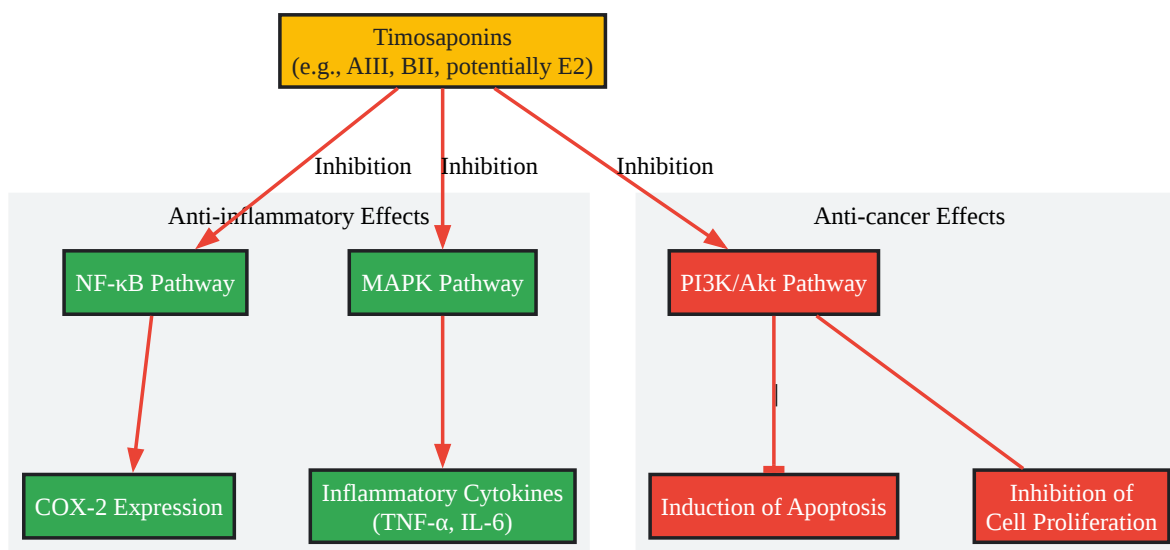 Timosaponins
(e.g., AIII, BII, potentially E2)
Inhibition
Inhibition
Inhibition
Anti-inflammatory Effects
Anti-cancer Effects
NF-κB Pathway
MAPK Pathway
PI3K/Akt Pathway
|
COX-2 Expression
Inflammatory Cytokines
(TNF-α, IL-6)
Induction of Apoptosis
Inhibition of
Cell Proliferation